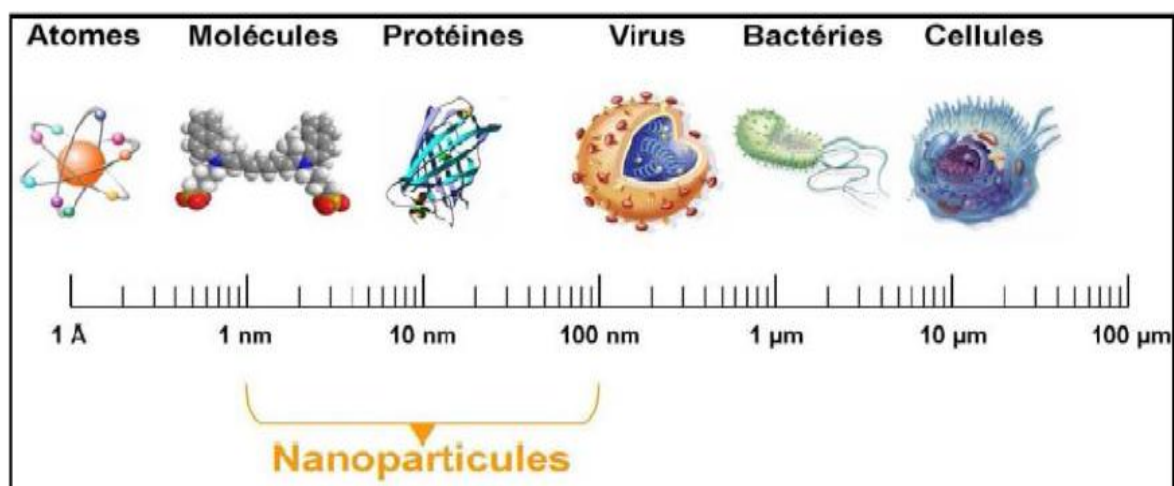 Atomes Molécules Protéines Virus Bactéries Cellules
1 Å 1 nm 10 nm 100 nm 1 µm 10 µm 100 µm
Nanoparticules